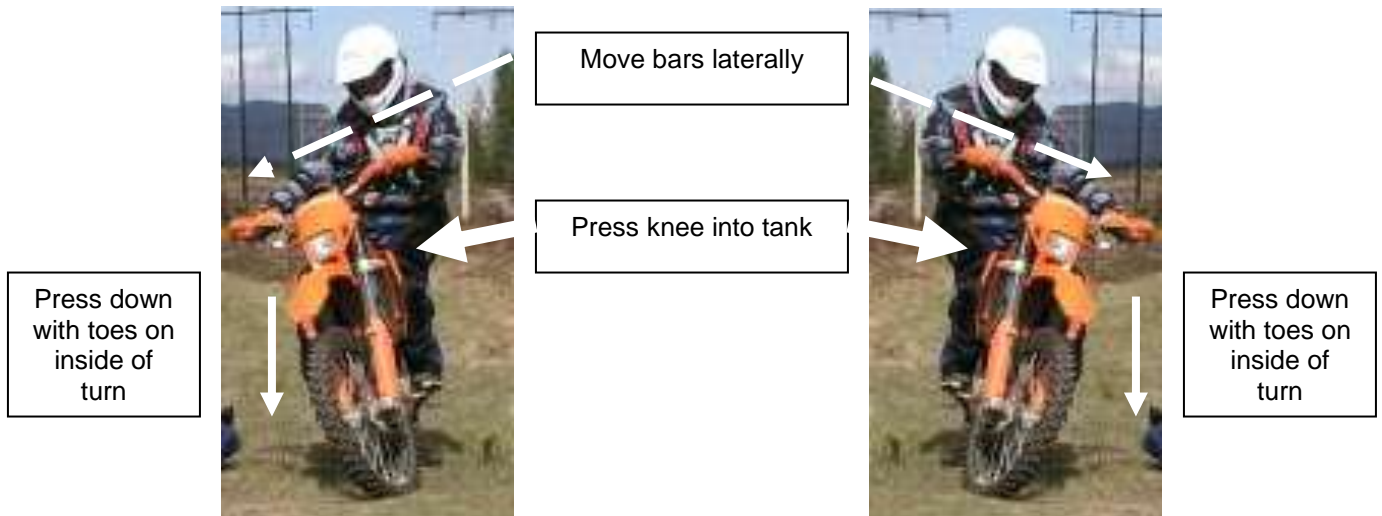 Move bars laterally
Press knee into tank
Press down
with toes on
inside of
turn
Press down
with toes on
inside of
turn